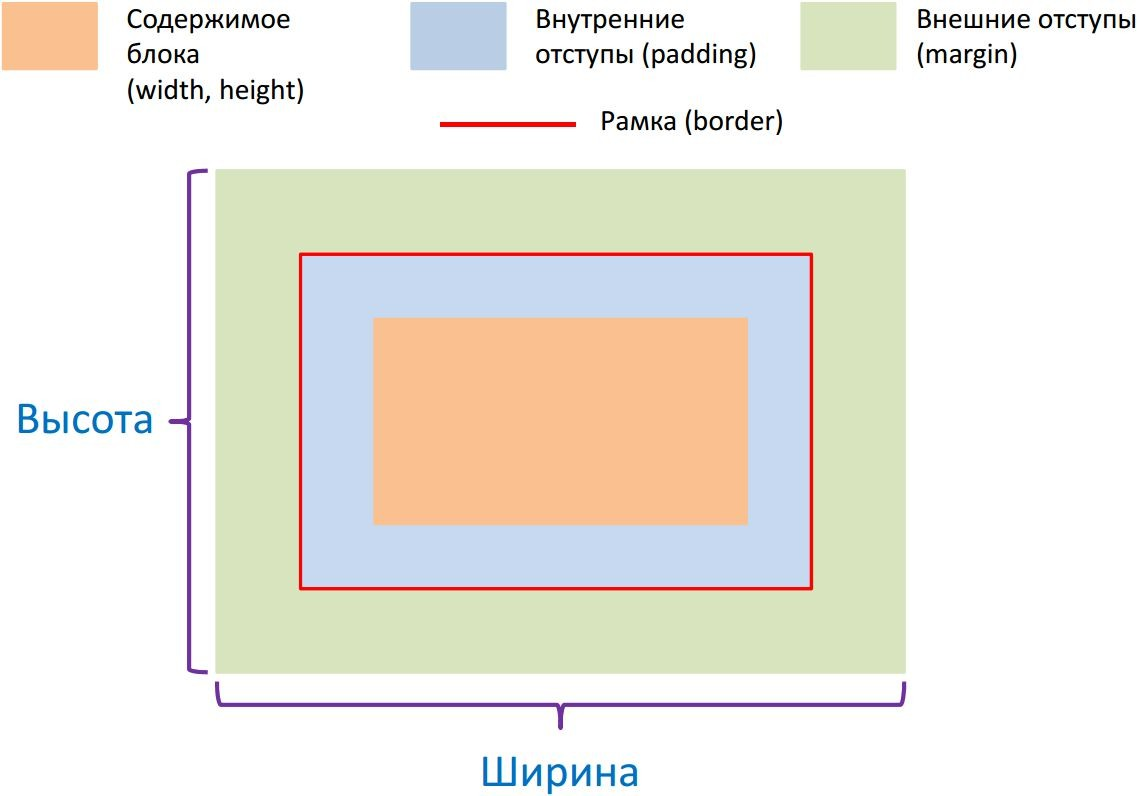 Содержимое
блока
(width, height)
Внутренние
отступы (padding)
Внешние отступы
(margin)
Рамка (border)
Высота
Ширина